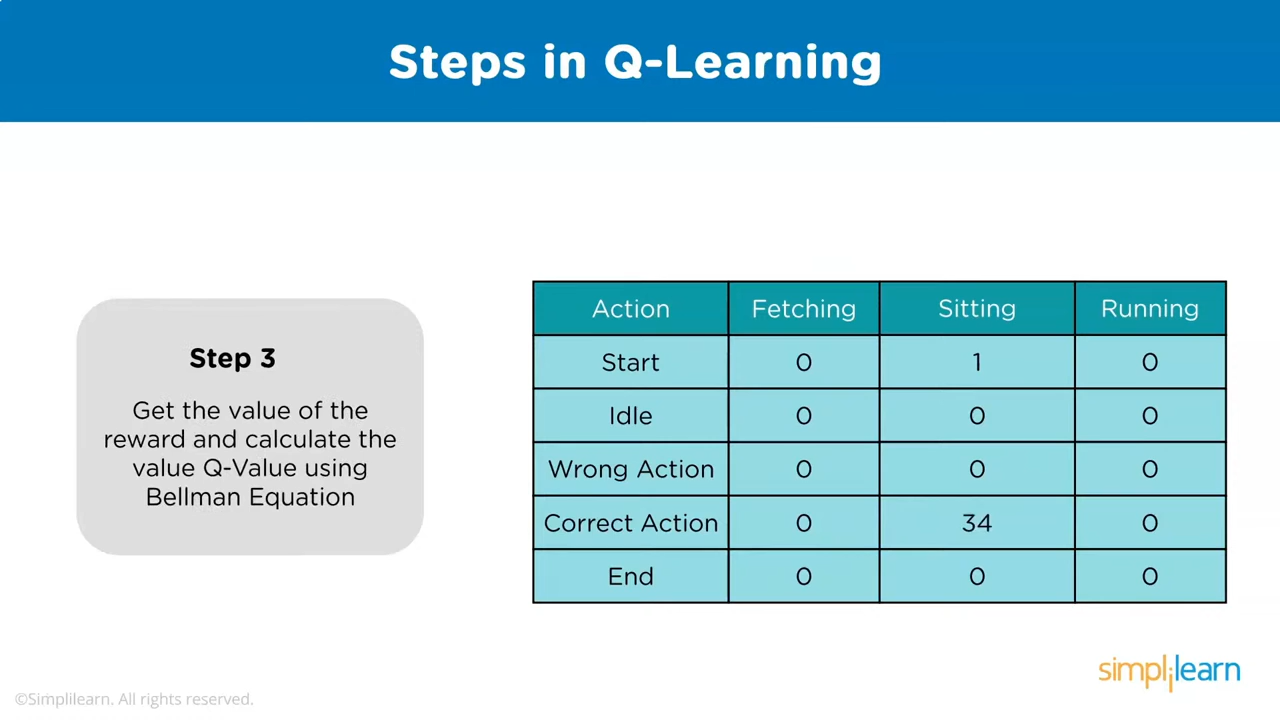 Steps in Q-Learning
Step 3
Get the value of the
reward and calculate the
value Q-Value using
Bellman Equation
Action Fetching Sitting Running
Start 0 1 0
Idle 0 0 0
Wrong Action 0 0 0
Correct Action 0 34 0
End 0 0 0
simplilearn
©Simplilearn. All rights reserved.